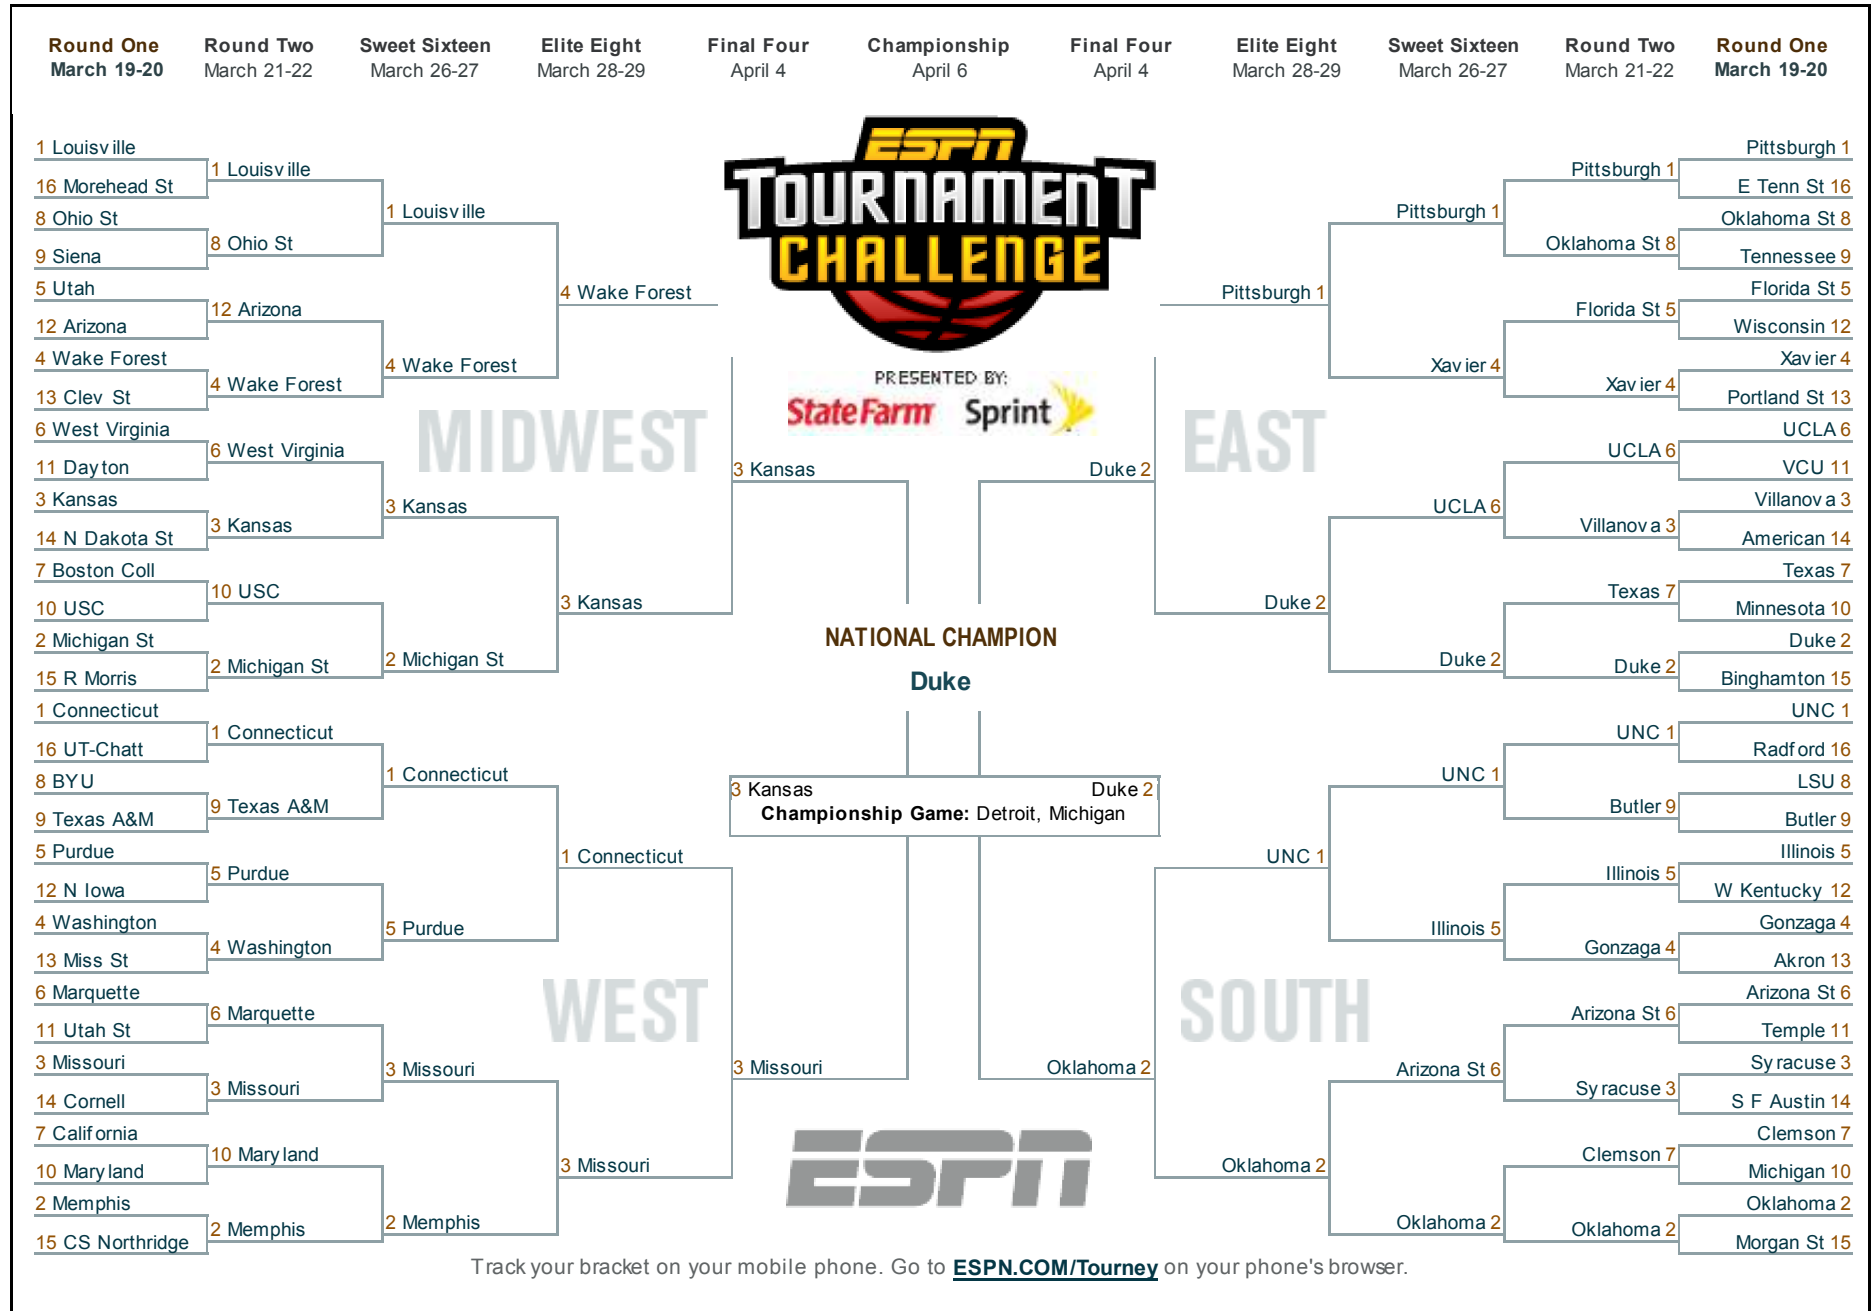 Round One Round Two Sweet Sixteen Elite Eight Final Four Championship Final Four Elite Eight Sweet Sixteen Round Two Round One
March 19-20 March 21-22 March 26-27 March 28-29 April 4 April 6 April 4 March 28-29 March 26-27 March 21-22 March 19-20
ESPN
TOURNAMENT
CHALLENGE
PRESENTED BY:
State Farm Sprint
MIDWEST
1 Louisville
16 Morehead St
8 Ohio St
9 Siena
5 Utah
12 Arizona
4 Wake Forest
13 Clev St
6 West Virginia
11 Dayton
3 Kansas
14 N Dakota St
7 Boston Coll
10 USC
2 Michigan St
15 R Morris
1 Louisville
8 Ohio St
12 Arizona
4 Wake Forest
6 West Virginia
3 Kansas
10 USC
2 Michigan St
1 Louisville
4 Wake Forest
3 Kansas
2 Michigan St
4 Wake Forest
3 Kansas
3 Kansas
WEST
1 Connecticut
16 UT-Chatt
8 BYU
9 Texas A&M
5 Purdue
12 N Iowa
4 Washington
13 Miss St
6 Marquette
11 Utah St
3 Missouri
14 Cornell
7 California
10 Maryland
2 Memphis
15 CS Northridge
1 Connecticut
9 Texas A&M
5 Purdue
4 Washington
6 Marquette
3 Missouri
10 Maryland
2 Memphis
1 Connecticut
5 Purdue
3 Missouri
2 Memphis
1 Connecticut
3 Missouri
3 Missouri
NATIONAL CHAMPION
Duke
3 Kansas Duke 2
Championship Game: Detroit, Michigan
EAST
Duke 2
Pittsburgh 1
Duke 2
Pittsburgh 1
Xavier 4
UCLA 6
Duke 2
Pittsburgh 1
Oklahoma St 8
Florida St 5
Xavier 4
UCLA 6
Villanova 3
Texas 7
Duke 2
Pittsburgh 1
E Tenn St 16
Oklahoma St 8
Tennessee 9
Florida St 5
Wisconsin 12
Xavier 4
Portland St 13
UCLA 6
VCU 11
Villanova 3
American 14
Texas 7
Minnesota 10
Duke 2
Binghamton 15
SOUTH
Oklahoma 2
UNC 1
Oklahoma 2
UNC 1
Illinois 5
Arizona St 6
Oklahoma 2
UNC 1
Butler 9
Illinois 5
Gonzaga 4
Arizona St 6
Syracuse 3
Clemson 7
Oklahoma 2
UNC 1
Radford 16
LSU 8
Butler 9
Illinois 5
W Kentucky 12
Gonzaga 4
Akron 13
Arizona St 6
Temple 11
Syracuse 3
S F Austin 14
Clemson 7
Michigan 10
Oklahoma 2
Morgan St 15
ESPN
Track your bracket on your mobile phone. Go to ESPN.COM/Tourney on your phone's browser.